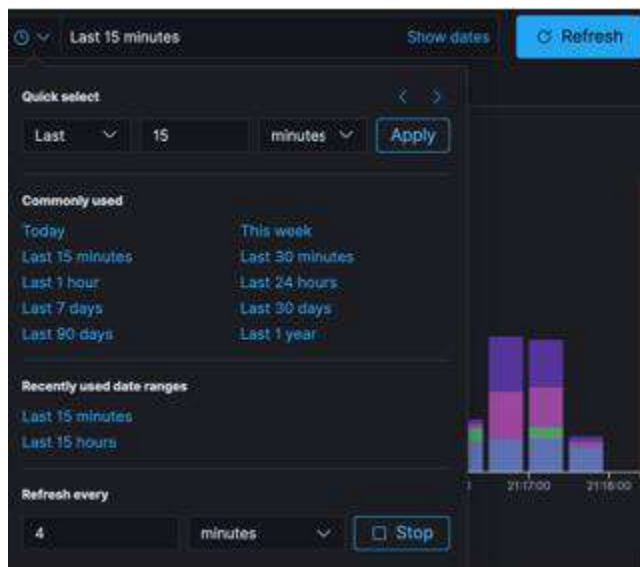 Last 15 minutes Show dates Refresh
Quick select
Last 15 minutes Apply
Commonly used
Today This week
Last 15 minutes Last 30 minutes
Last 1 hour Last 24 hours
Last 7 days Last 30 days
Last 90 days Last 1 year
Recently used date ranges
Last 15 minutes
Last 15 hours
21:17:00 21:18:00
Refresh every
4 minutes Stop